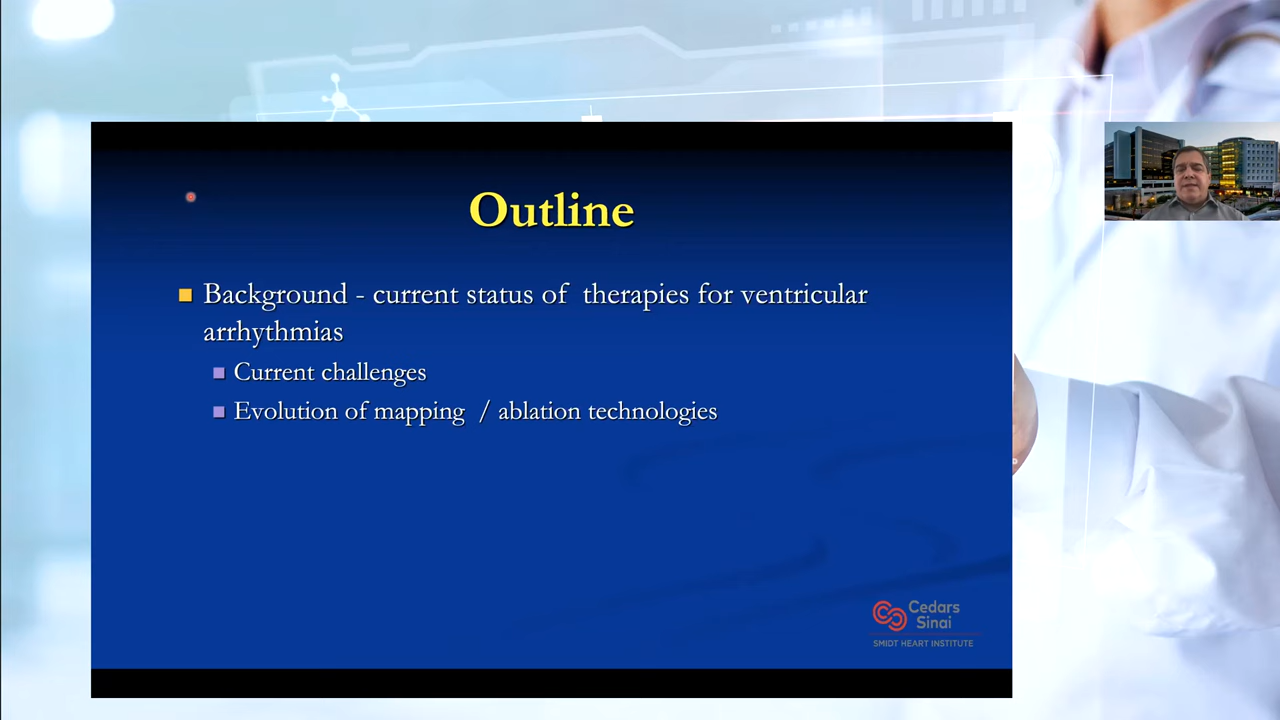 Outline
Background - current status of therapies for ventricular
arrhythmias
Current challenges
Evolution of mapping / ablation technologies
Cedars
Sinai
SMIDT HEART INSTITUTE